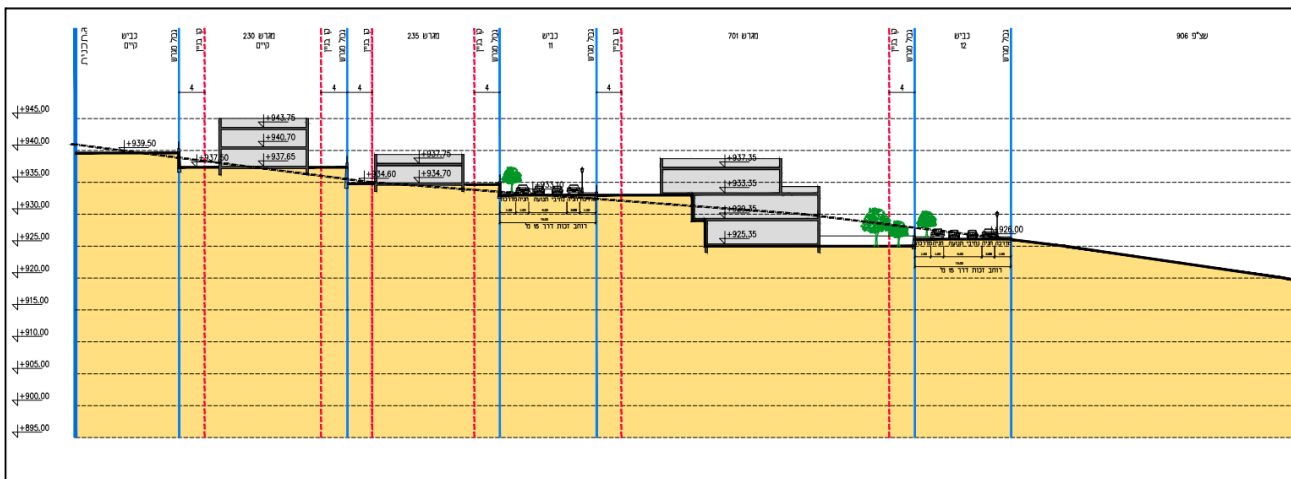 כביש
קיים
גבול מגרש
קו בניין
מגרש 230
קיים
קו בניין
גבול מגרש
קו בניין
מגרש 235
קו בניין
גבול מגרש
כביש
11
גבול מגרש
קו בניין
מגרש 701
קו בניין
גבול מגרש
כביש
12
גבול מגרש
שצ"פ 906
4
4
4
4
4
4
+945.00
+940.00
+935.00
+930.00
+925.00
+920.00
+915.00
+910.00
+905.00
+900.00
+895.00
+939.50
+943.75
+940.70
+937.65
+934.60
+937.75
+934.70
רוחב זכות דרך 15 מ'
+937.35
+933.35
+929.35
+925.35
+926.00
רוחב זכות דרך 15 מ'